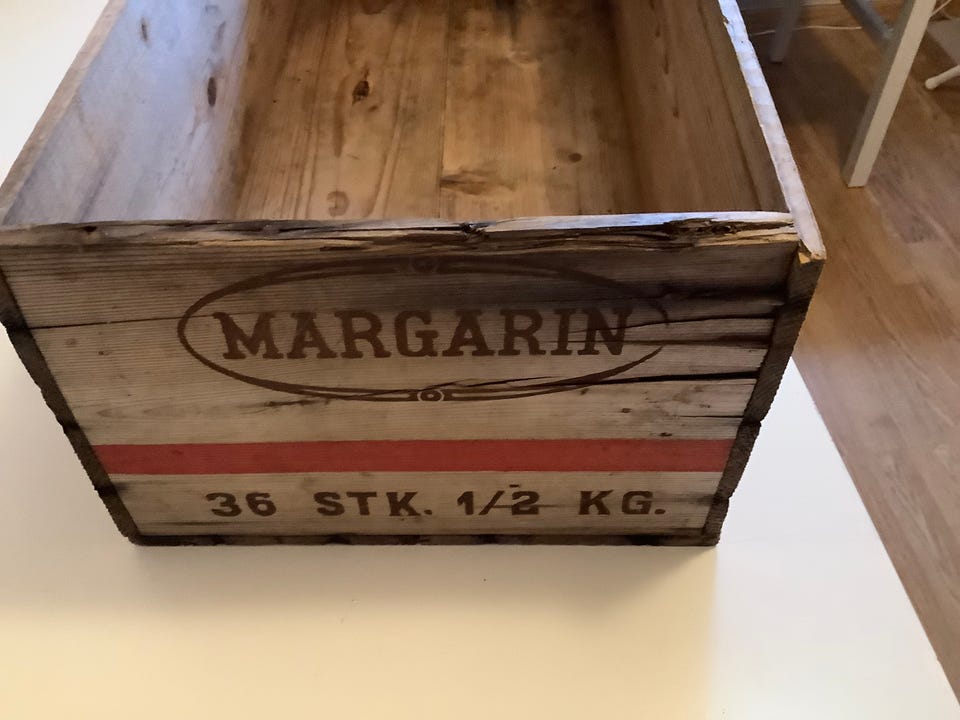 MARGARIN
36 STK. 1/2 KG.